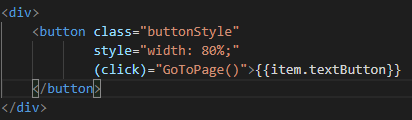 <div>
<button class="buttonStyle"
style="width: 80%;"
(click)="GoToPage()">{{item.textButton}}
</button>
</div>